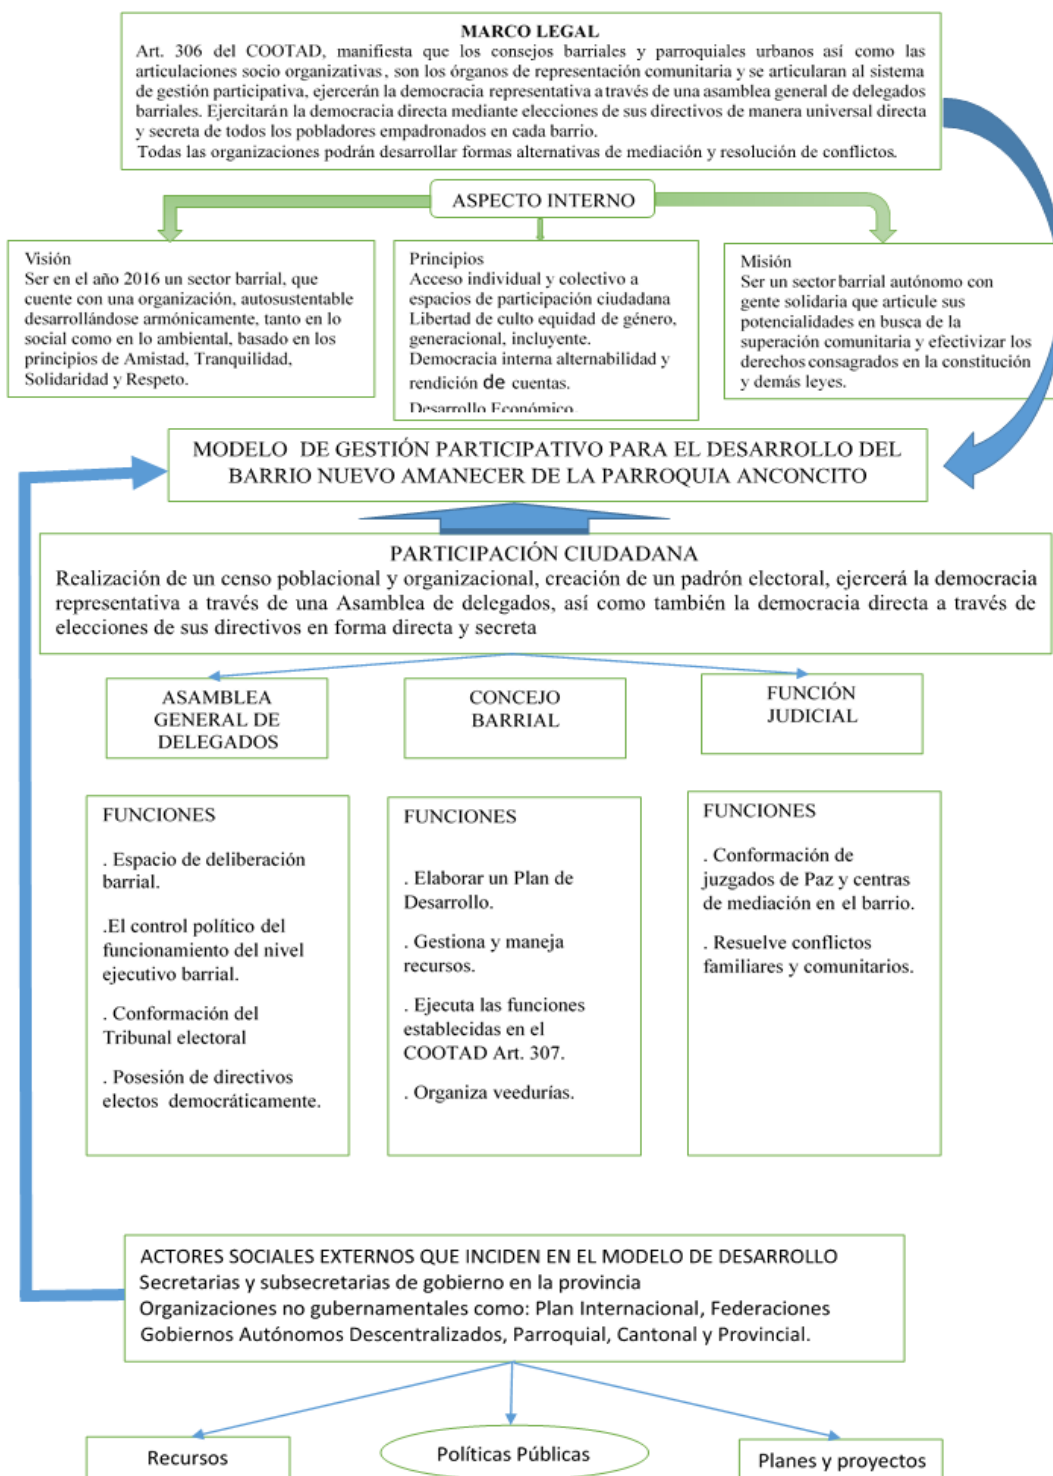 MARCO LEGAL
Art. 306 del COOTAD, manifiesta que los consejos barriales y parroquiales urbanos así como las
articulaciones socio organizativas, son los órganos de representación comunitaria y se articularan al sistema
de gestión participativa, ejercerán la democracia representativa a través de una asamblea general de delegados
barriales. Ejercitarán la democracia directa mediante elecciones de sus directivos de manera universal directa
y secreta de todos los pobladores empadronados en cada barrio.
Todas las organizaciones podrán desarrollar formas alternativas de mediación y resolución de conflictos.
ASPECTO INTERNO
Visión
Ser en el año 2016 un sector barrial, que
cuente con una organización, autosustentable
desarrollándose armónicamente, tanto en lo
social como en lo ambiental, basado en los
principios de Amistad, Tranquilidad,
Solidaridad y Respeto.
Principios
Acceso individual y colectivo a
espacios de participación ciudadana
Libertad de culto equidad de género,
generacional, incluyente.
Democracia interna alternabilidad y
rendición de cuentas.
Desarrollo Económico.
Misión
Ser un sector barrial autónomo con
gente solidaria que articule sus
potencialidades en busca de la
superación comunitaria y efectivizar los
derechos consagrados en la constitución
y demás leyes.
MODELO DE GESTIÓN PARTICIPATIVO PARA EL DESARROLLO DEL
BARRIO NUEVO AMANECER DE LA PARROQUIA ANCONCITO
PARTICIPACIÓN CIUDADANA
Realización de un censo poblacional y organizacional, creación de un padrón electoral, ejercerá la democracia
representativa a través de una Asamblea de delegados, así como también la democracia directa a través de
elecciones de sus directivos en forma directa y secreta
ASAMBLEA
GENERAL DE
DELEGADOS
CONCEJO
BARRIAL
FUNCIÓN
JUDICIAL
FUNCIONES
. Espacio de deliberación
barrial.
.El control político del
funcionamiento del nivel
ejecutivo barrial.
. Conformación del
Tribunal electoral
. Posesión de directivos
electos democráticamente.
FUNCIONES
. Elaborar un Plan de
Desarrollo.
. Gestiona y maneja
recursos.
. Ejecuta las funciones
establecidas en el
COOTAD Art. 307.
. Organiza veedurías.
FUNCIONES
. Conformación de
juzgados de Paz y centras
de mediación en el barrio.
. Resuelve conflictos
familiares y comunitarios.
ACTORES SOCIALES EXTERNOS QUE INCIDEN EN EL MODELO DE DESARROLLO
Secretarias y subsecretarias de gobierno en la provincia
Organizaciones no gubernamentales como: Plan Internacional, Federaciones
Gobiernos Autónomos Descentralizados, Parroquial, Cantonal y Provincial.
Recursos
Políticas Públicas
Planes y proyectos